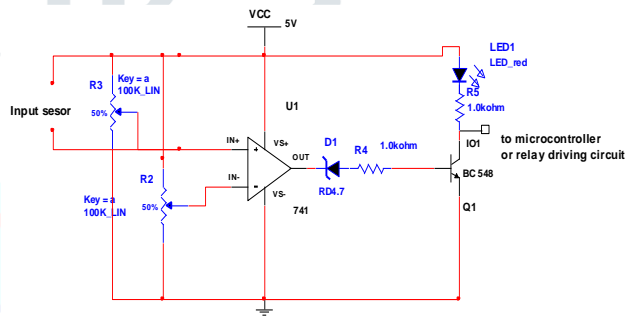 VCC
5V
LED1
LED_red
R3
Key = a
100K_LIN
50%
Input sesor
R5
1.0kohm
U1
IN+
VS+
IN-
VS-
OUT
741
D1
RD4.7
R4
1.0kohm
IO1
to microcontroller
or relay driving circuit
BC 548
Q1
R2
Key = a
100K_LIN
50%